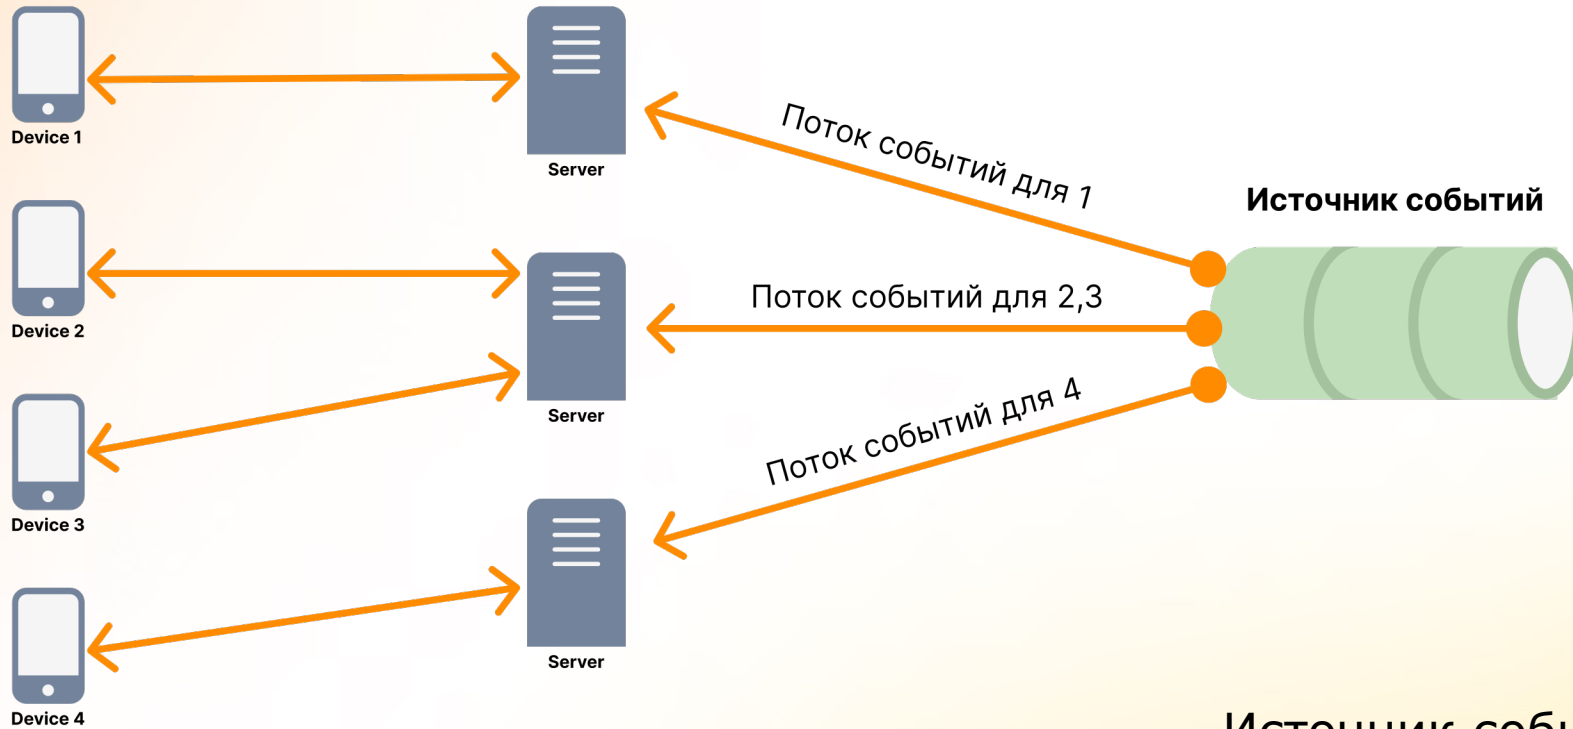 Device 1
Server
Поток событий для 1
Источник событий
Device 2
Поток событий для 2,3
Server
Device 3
Поток событий для 4
Server
Device 4
Источник